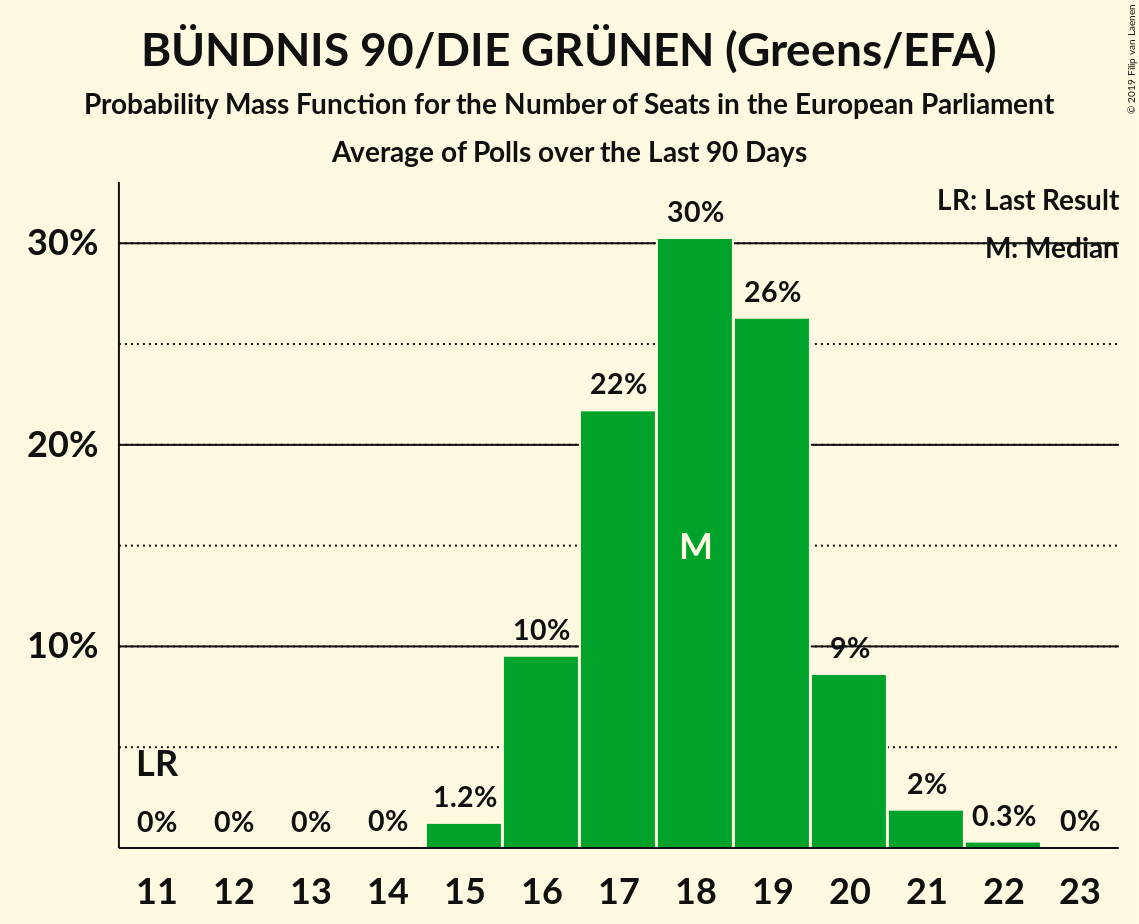 BÜNDNIS 90/DIE GRÜNEN (Greens/EFA)
Probability Mass Function for the Number of Seats in the European Parliament
Average of Polls over the Last 90 Days
© 2019 Filip van Laenen
LR: Last Result
M: Median
30%
20%
10%
30%
26%
22%
M
10%
9%
LR
2%
1.2%
0.3%
0% 0% 0% 0% 0%
11 12 13 14 15 16 17 18 19 20 21 22 23